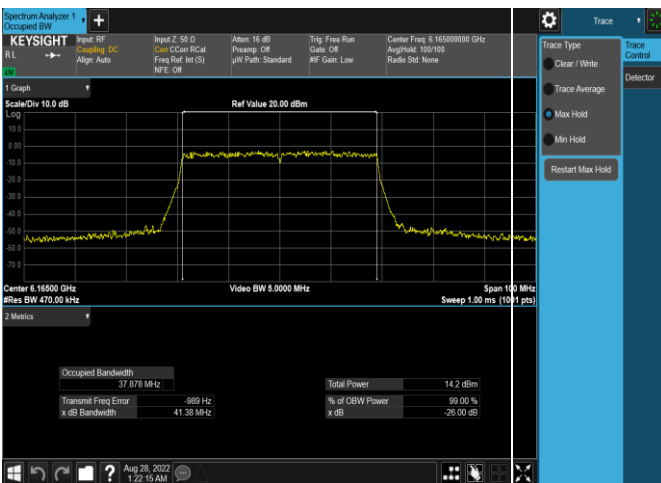 Spectrum Analyzer 1
Occupied BW
+
Trace
KEYSIGHT
Input: RF
Coupling: DC
Align: Auto
Input Z: 50 Ω
Corr CCorr RCal
Freq Ref: Int (S)
NFE: Off
Atten: 16 dB
Preamp: Off
µW Path: Standard
Trig: Free Run
Gate: Off
#IF Gain: Low
Center Freq: 6.165000000 GHz
Avg|Hold: 100/100
Radio Std: None
R L
Trace Type
Clear / Write
Trace Average
Max Hold
Min Hold
Restart Max Hold
Trace
Control
Detector
1 Graph
Scale/Div 10.0 dB
Ref Value 20.00 dBm
Log
10.0
0.00
-10.0
-20.0
-30.0
-40.0
-50.0
-60.0
-70.0
Center 6.16500 GHz
Video BW 5.0000 MHz
Span 100 MHz
#Res BW 470.00 kHz
Sweep 1.00 ms (1001 pts)
2 Metrics
Occupied Bandwidth
37.878 MHz
Total Power 14.2 dBm
Transmit Freq Error -989 Hz
% of OBW Power 99.00 %
x dB Bandwidth 41.38 MHz
x dB -26.00 dB
?
Aug 28, 2022
1:22:15 AM